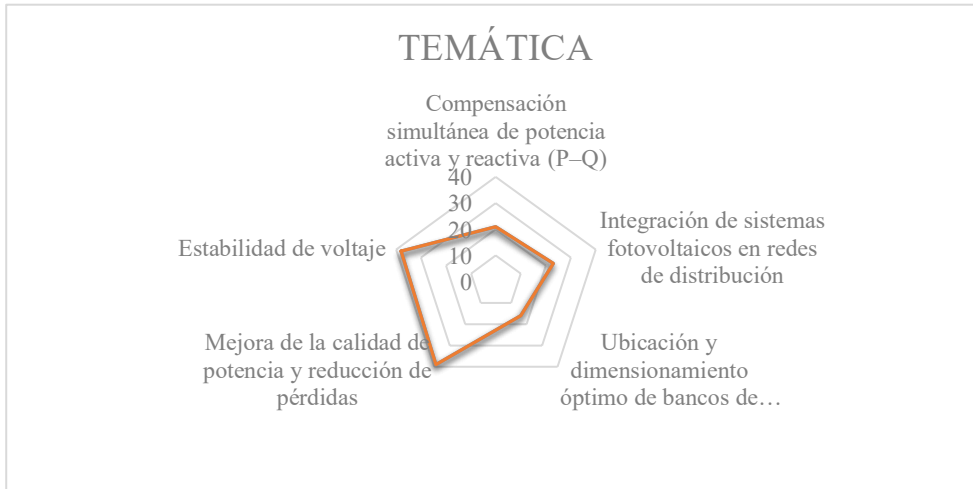 TEMÁTICA
Compensación
simultánea de potencia
activa y reactiva (P–Q)
40
30
20
10
0
Integración de sistemas
fotovoltaicos en redes
de distribución
Ubicación y
dimensionamiento
óptimo de bancos de…
Mejora de la calidad de
potencia y reducción de
pérdidas
Estabilidad de voltaje